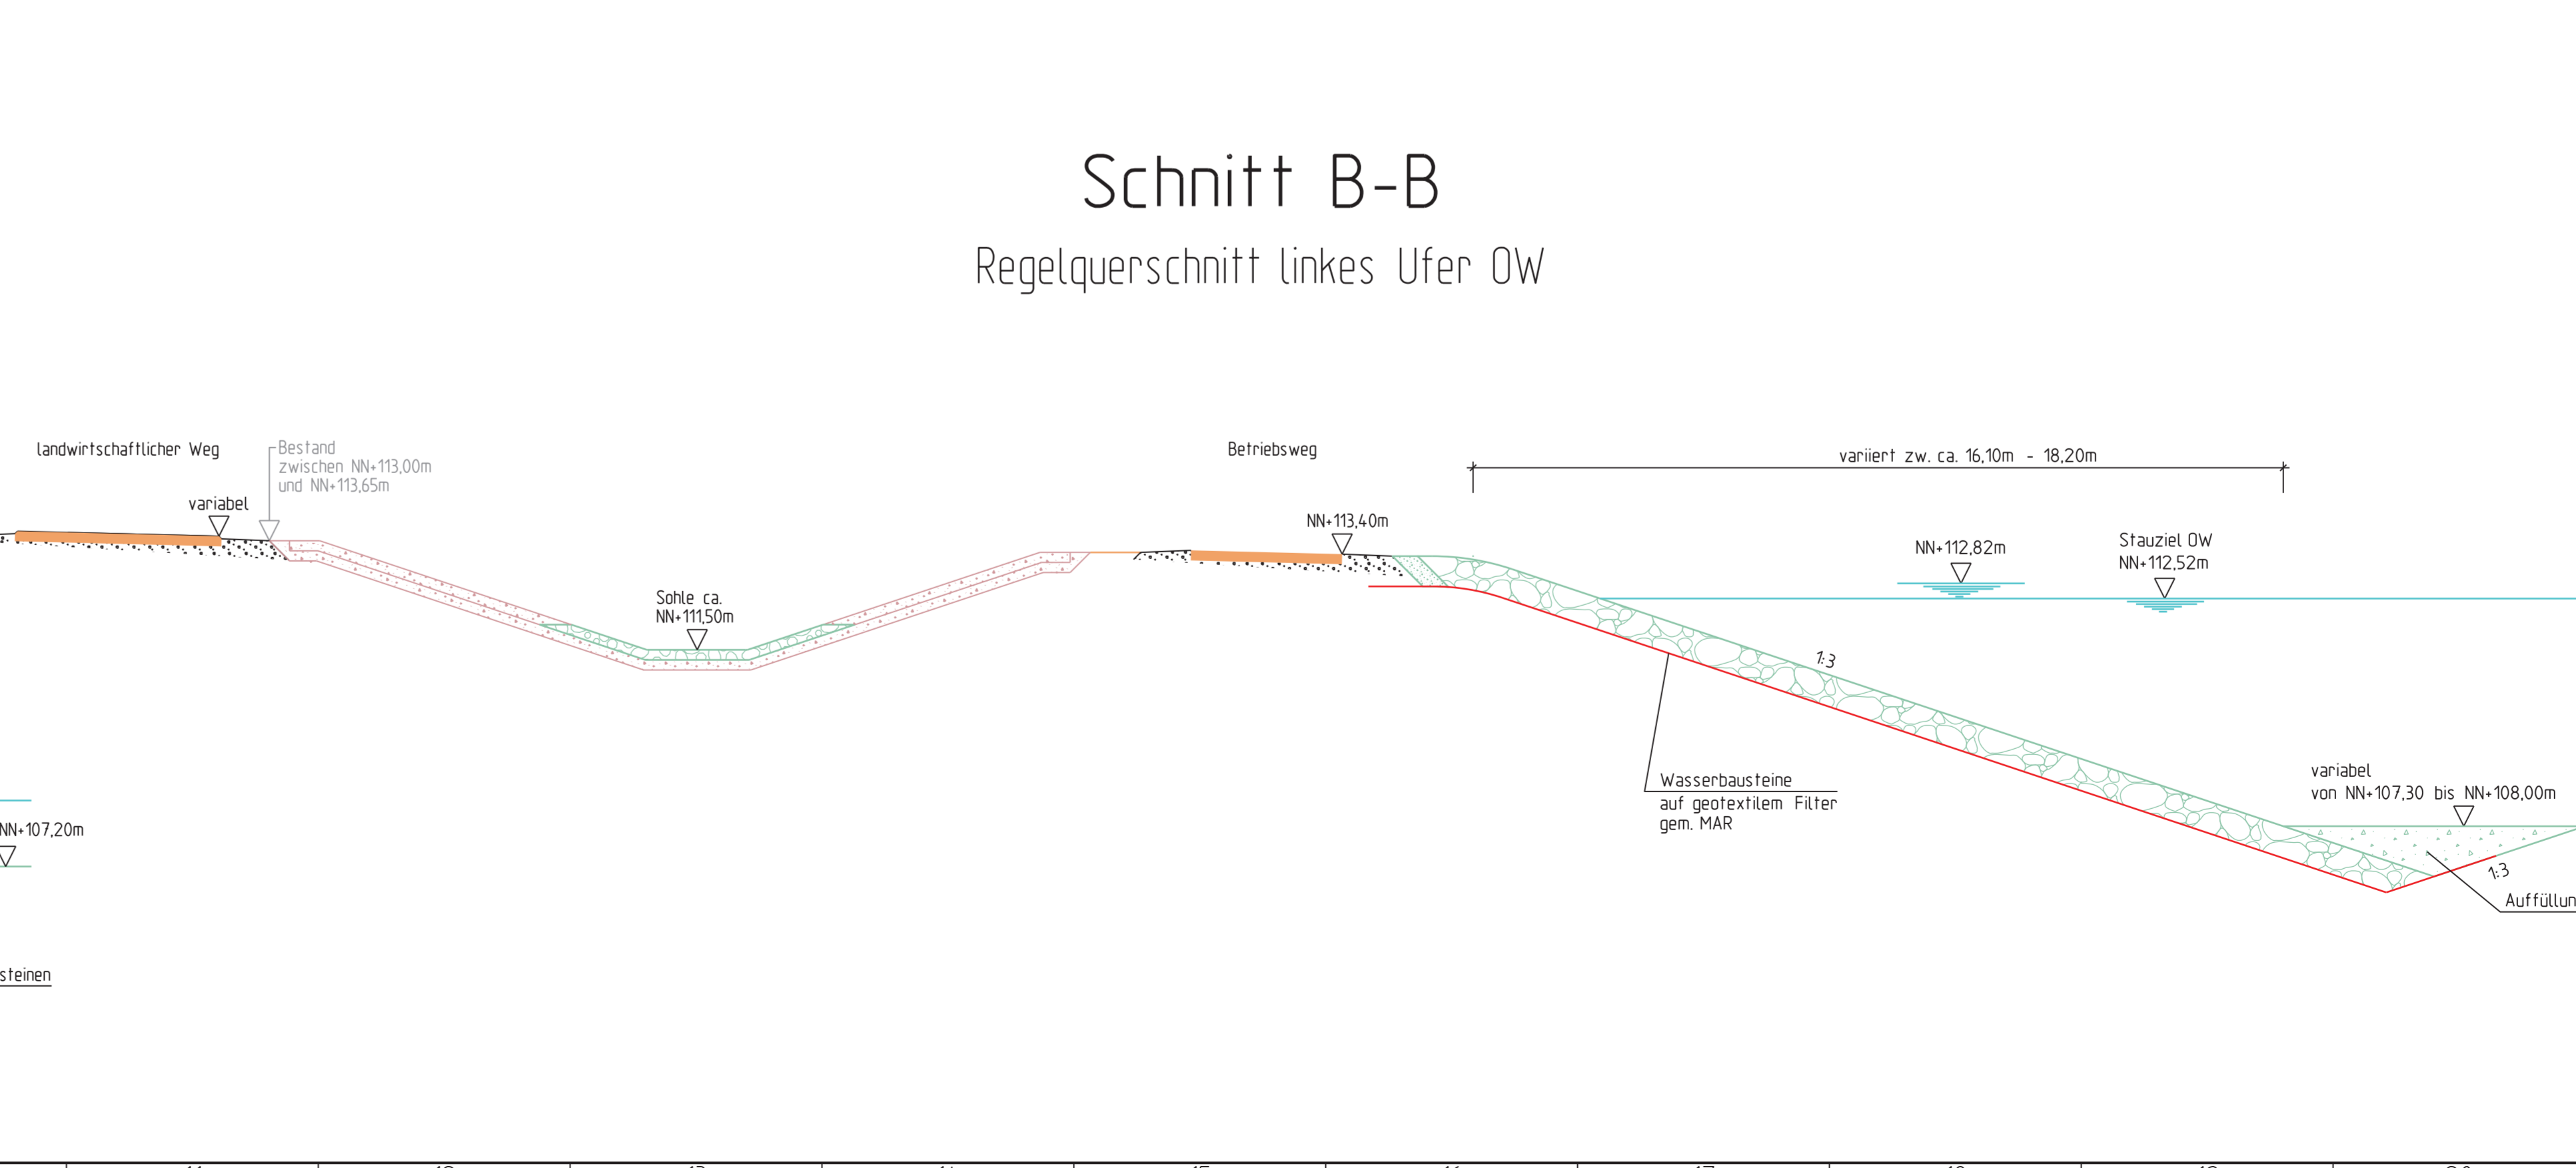 Schnitt B-B
Regelquerschnitt linkes Ufer OW
landwirtschaftlicher Weg
variabel
Bestand
zwischen NN+113,00m
und NN+113,65m
Sohle ca.
NN+111,50m
Betriebsweg
NN+113,40m
variiert zw. ca. 16,10m - 18,20m
NN+112,82m
Stauziel OW
NN+112,52m
1:3
Wasserbausteine
auf geotextilem Filter
gem. MAR
variabel
von NN+107,30 bis NN+108,00m
1:3
Auffüllun
NN+107,20m
steinen